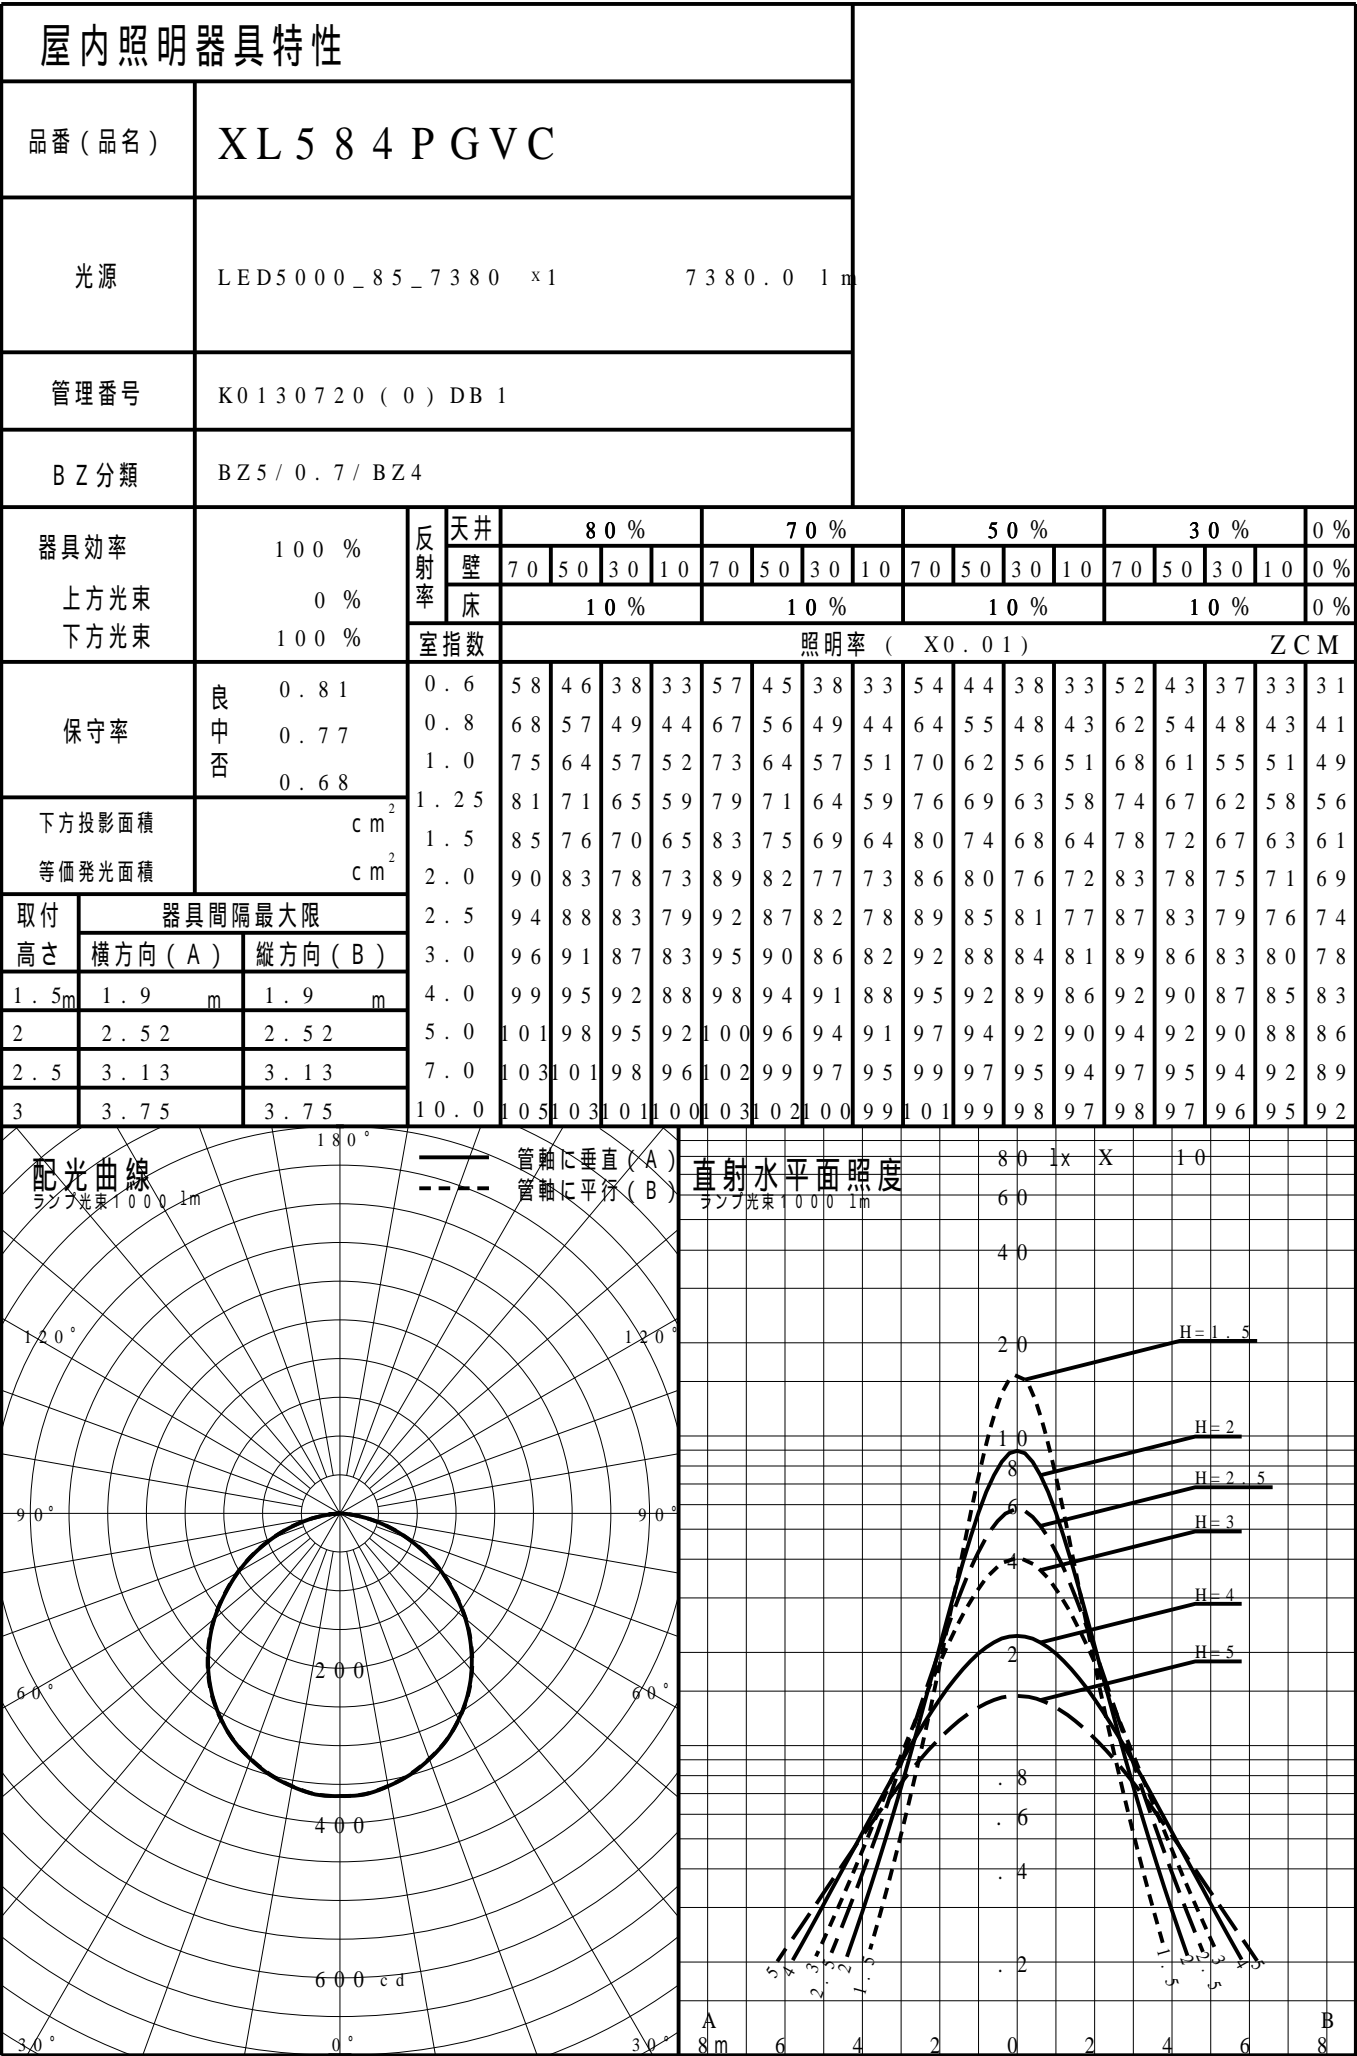 屋内照明器具特性
品番(品名) XL584PGVC
光源 LED5000_85_7380 x1 7380.0 lm
管理番号 K0130720(0)DB1
BZ分類 BZ5/0.7/BZ4
器具効率 100 %
上方光束 0 %
下方光束 100 %
保守率 良 0.81
中 0.77
否 0.68
下方投影面積 cm2
等価発光面積 cm2
取付高さ 器具間隔最大限
横方向(A) 縦方向(B)
1.5m 1.9 m 1.9 m
2 2.52 2.52
2.5 3.13 3.13
3 3.75 3.75
反射率 天井 80% 70% 50% 30% 0%
壁 70 50 30 10 70 50 30 10 70 50 30 10 70 50 30 10 0%
床 10% 10% 10% 10% 0%
室指数 照明率 ( X0.01) ZCM
0.6 58 46 38 33 57 45 38 33 54 44 38 33 52 43 37 33 31
0.8 68 57 49 44 67 56 49 44 64 55 48 43 62 54 48 43 41
1.0 75 64 57 52 73 64 57 51 70 62 56 51 68 61 55 51 49
1.25 81 71 65 59 79 71 64 59 76 69 63 58 74 67 62 58 56
1.5 85 76 70 65 83 75 69 64 80 74 68 64 78 72 67 63 61
2.0 90 83 78 73 89 82 77 73 86 80 76 72 83 78 75 71 69
2.5 94 88 83 79 92 87 82 78 89 85 81 77 87 83 79 76 74
3.0 96 91 87 83 95 90 86 82 92 88 84 81 89 86 83 80 78
4.0 99 95 92 88 98 94 91 88 95 92 89 86 92 90 87 85 83
5.0 101 98 95 92 100 96 94 91 97 94 92 90 94 92 90 88 86
7.0 103 101 98 96 102 99 97 95 99 97 95 94 97 95 94 92 89
10.0 105 103 101 100 103 102 100 99 101 99 98 97 98 97 96 95 92
配光曲線
ランプ光束1000 lm
180°
管軸に垂直(A)
管軸に平行(B)
120° 120°
90° 90°
200
60° 60°
400
600 cd
30° 0° 30°
直射水平面照度
ランプ光束1000 lm
80 lx X 10
60
40
20
H=1.5
10
H=2
8
H=2.5
6
H=3
4
H=4
2
H=5
.8
.6
.4
.2
5 4 3 2.5 2 1.5
1.5 2 2.5 3 4 5
A B
8m 6 4 2 0 2 4 6 8